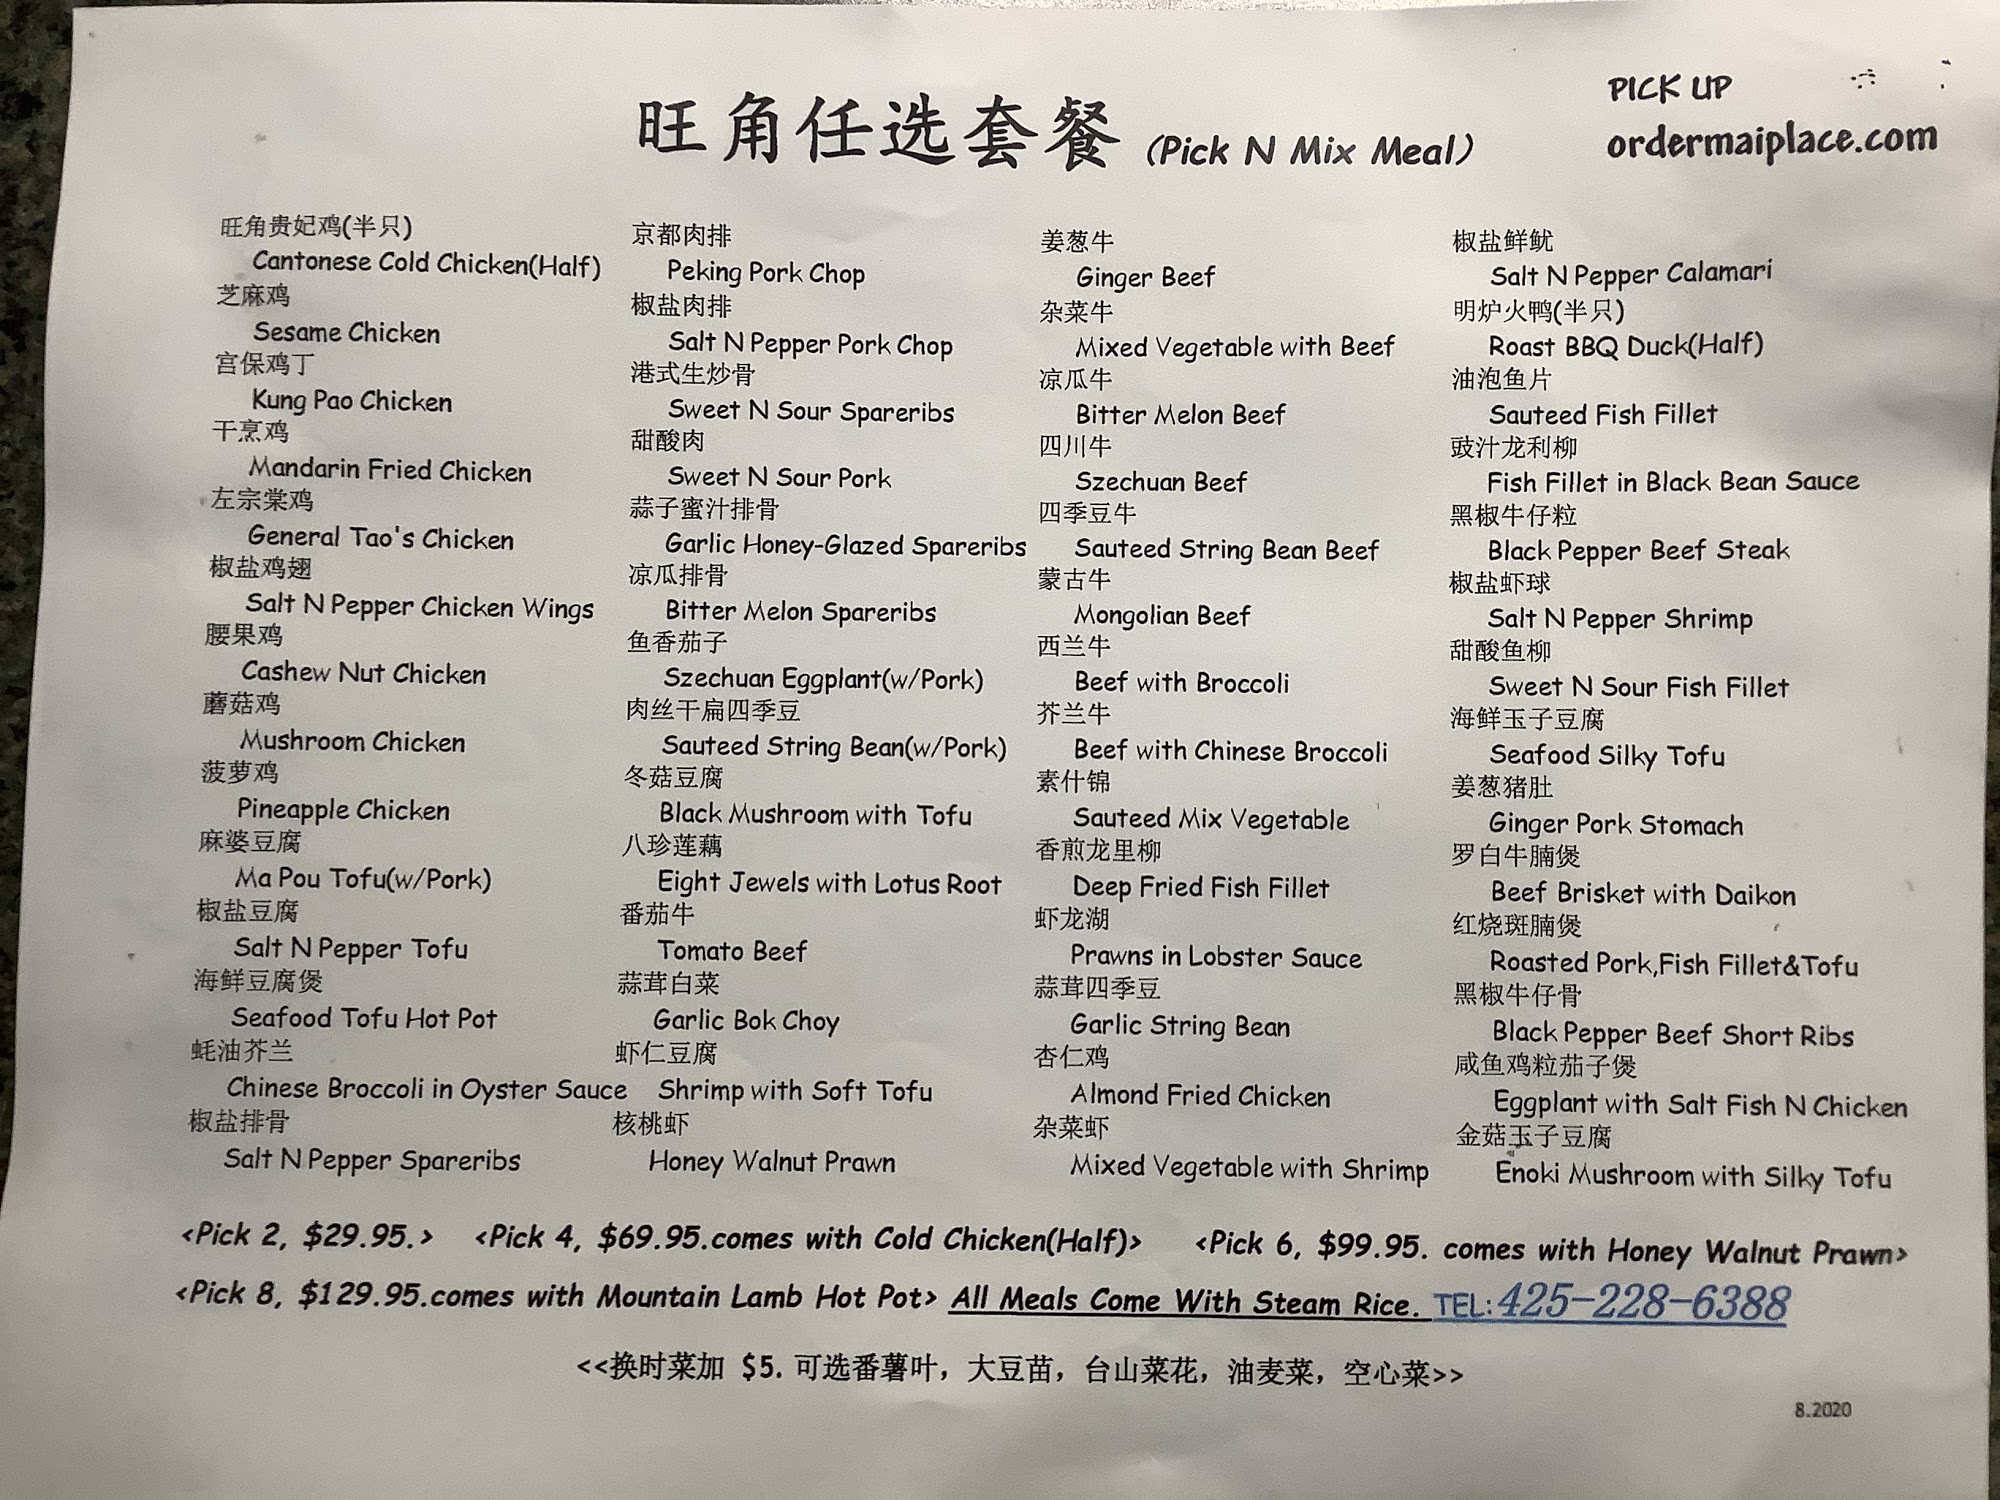 PICK UP
旺角任选套餐 (Pick N Mix Meal)
ordermaiplace.com
旺角贵妃鸡(半只)
Cantonese Cold Chicken(Half)
芝麻鸡
Sesame Chicken
宫保鸡丁
Kung Pao Chicken
干烹鸡
Mandarin Fried Chicken
左宗棠鸡
General Tao's Chicken
椒盐鸡翅
Salt N Pepper Chicken Wings
腰果鸡
Cashew Nut Chicken
蘑菇鸡
Mushroom Chicken
菠萝鸡
Pineapple Chicken
麻婆豆腐
Ma Pou Tofu(w/Pork)
椒盐豆腐
Salt N Pepper Tofu
海鲜豆腐煲
Seafood Tofu Hot Pot
蚝油芥兰
Chinese Broccoli in Oyster Sauce
椒盐排骨
Salt N Pepper Spareribs
京都肉排
Peking Pork Chop
椒盐肉排
Salt N Pepper Pork Chop
港式生炒骨
Sweet N Sour Spareribs
甜酸肉
Sweet N Sour Pork
蒜子蜜汁排骨
Garlic Honey-Glazed Spareribs
凉瓜排骨
Bitter Melon Spareribs
鱼香茄子
Szechuan Eggplant(w/Pork)
肉丝干扁四季豆
Sauteed String Bean(w/Pork)
冬菇豆腐
Black Mushroom with Tofu
八珍莲藕
Eight Jewels with Lotus Root
番茄牛
Tomato Beef
蒜茸白菜
Garlic Bok Choy
虾仁豆腐
Shrimp with Soft Tofu
核桃虾
Honey Walnut Prawn
姜葱牛
Ginger Beef
杂菜牛
Mixed Vegetable with Beef
凉瓜牛
Bitter Melon Beef
四川牛
Szechuan Beef
四季豆牛
Sauteed String Bean Beef
蒙古牛
Mongolian Beef
西兰牛
Beef with Broccoli
芥兰牛
Beef with Chinese Broccoli
素什锦
Sauteed Mix Vegetable
香煎龙里柳
Deep Fried Fish Fillet
虾龙湖
Prawns in Lobster Sauce
蒜茸四季豆
Garlic String Bean
杏仁鸡
Almond Fried Chicken
杂菜虾
Mixed Vegetable with Shrimp
椒盐鲜鱿
Salt N Pepper Calamari
明炉火鸭(半只)
Roast BBQ Duck(Half)
油泡鱼片
Sauteed Fish Fillet
豉汁龙利柳
Fish Fillet in Black Bean Sauce
黑椒牛仔粒
Black Pepper Beef Steak
椒盐虾球
Salt N Pepper Shrimp
甜酸鱼柳
Sweet N Sour Fish Fillet
海鲜玉子豆腐
Seafood Silky Tofu
姜葱猪肚
Ginger Pork Stomach
罗白牛腩煲
Beef Brisket with Daikon
红烧斑腩煲
Roasted Pork,Fish Fillet&Tofu
黑椒牛仔骨
Black Pepper Beef Short Ribs
咸鱼鸡粒茄子煲
Eggplant with Salt Fish N Chicken
金菇玉子豆腐
Enoki Mushroom with Silky Tofu
<Pick 2, $29.95.> <Pick 4, $69.95.comes with Cold Chicken(Half)> <Pick 6, $99.95. comes with Honey Walnut Prawn>
<Pick 8, $129.95.comes with Mountain Lamb Hot Pot> All Meals Come With Steam Rice. TEL:425-228-6388
<<换时菜加 $5. 可选番薯叶，大豆苗，台山菜花，油麦菜，空心菜>>
8.2020